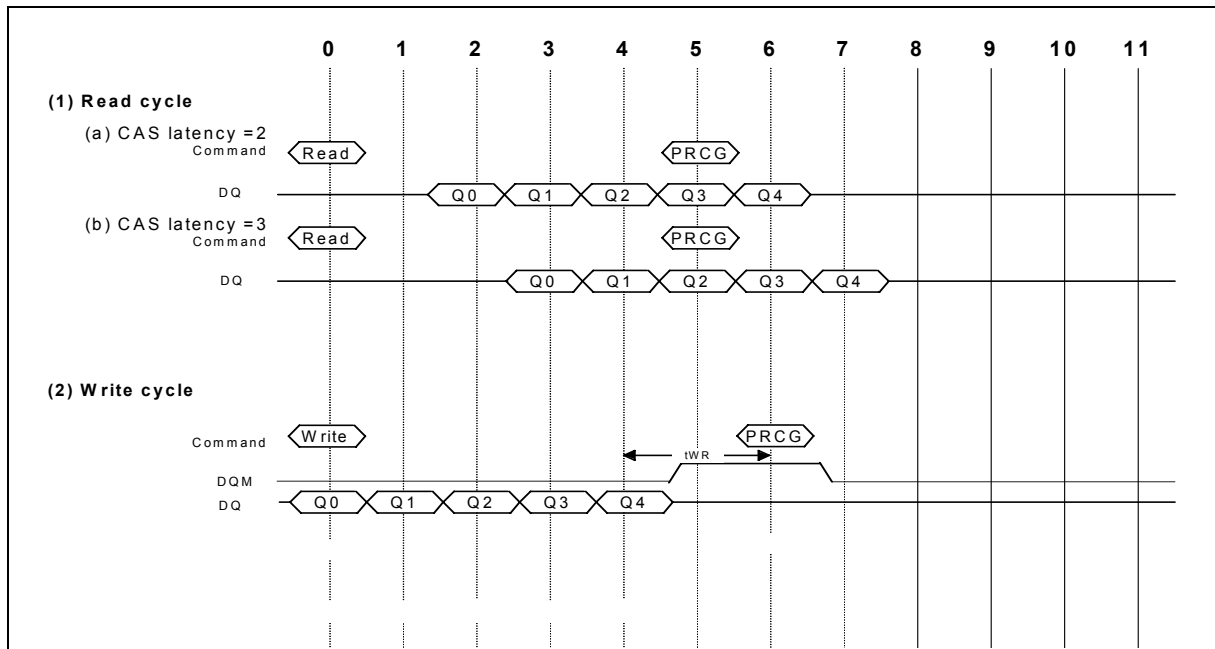 0 1 2 3 4 5 6 7 8 9 10 11
(1) Read cycle
(a) CAS latency =2
Command Read PRCG
DQ Q0 Q1 Q2 Q3 Q4
(b) CAS latency =3
Command Read PRCG
DQ Q0 Q1 Q2 Q3 Q4
(2) Write cycle
Command Write PRCG
tWR
DQM
DQ Q0 Q1 Q2 Q3 Q4